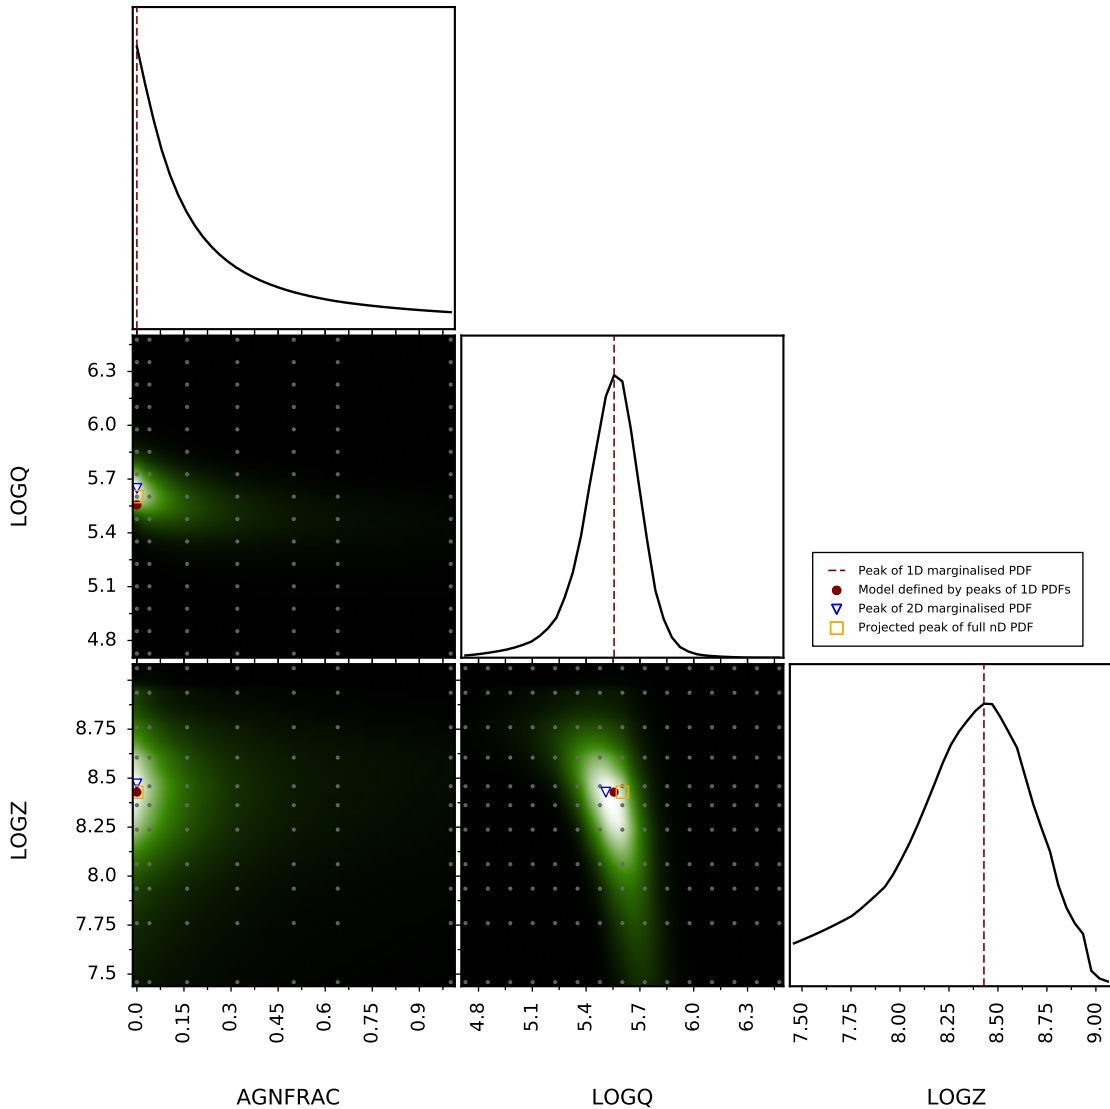 LOGQ
6.3
6.0
5.7
5.4
5.1
4.8
Peak of 1D marginalised PDF
Model defined by peaks of 1D PDFs
Peak of 2D marginalised PDF
Projected peak of full nD PDF
LOGZ
8.75
8.5
8.25
8.0
7.75
7.5
0.0 0.15 0.3 0.45 0.6 0.75 0.9
4.8 5.1 5.4 5.7 6.0 6.3
7.50 7.75 8.00 8.25 8.50 8.75 9.00
AGNFRAC LOGQ LOGZ